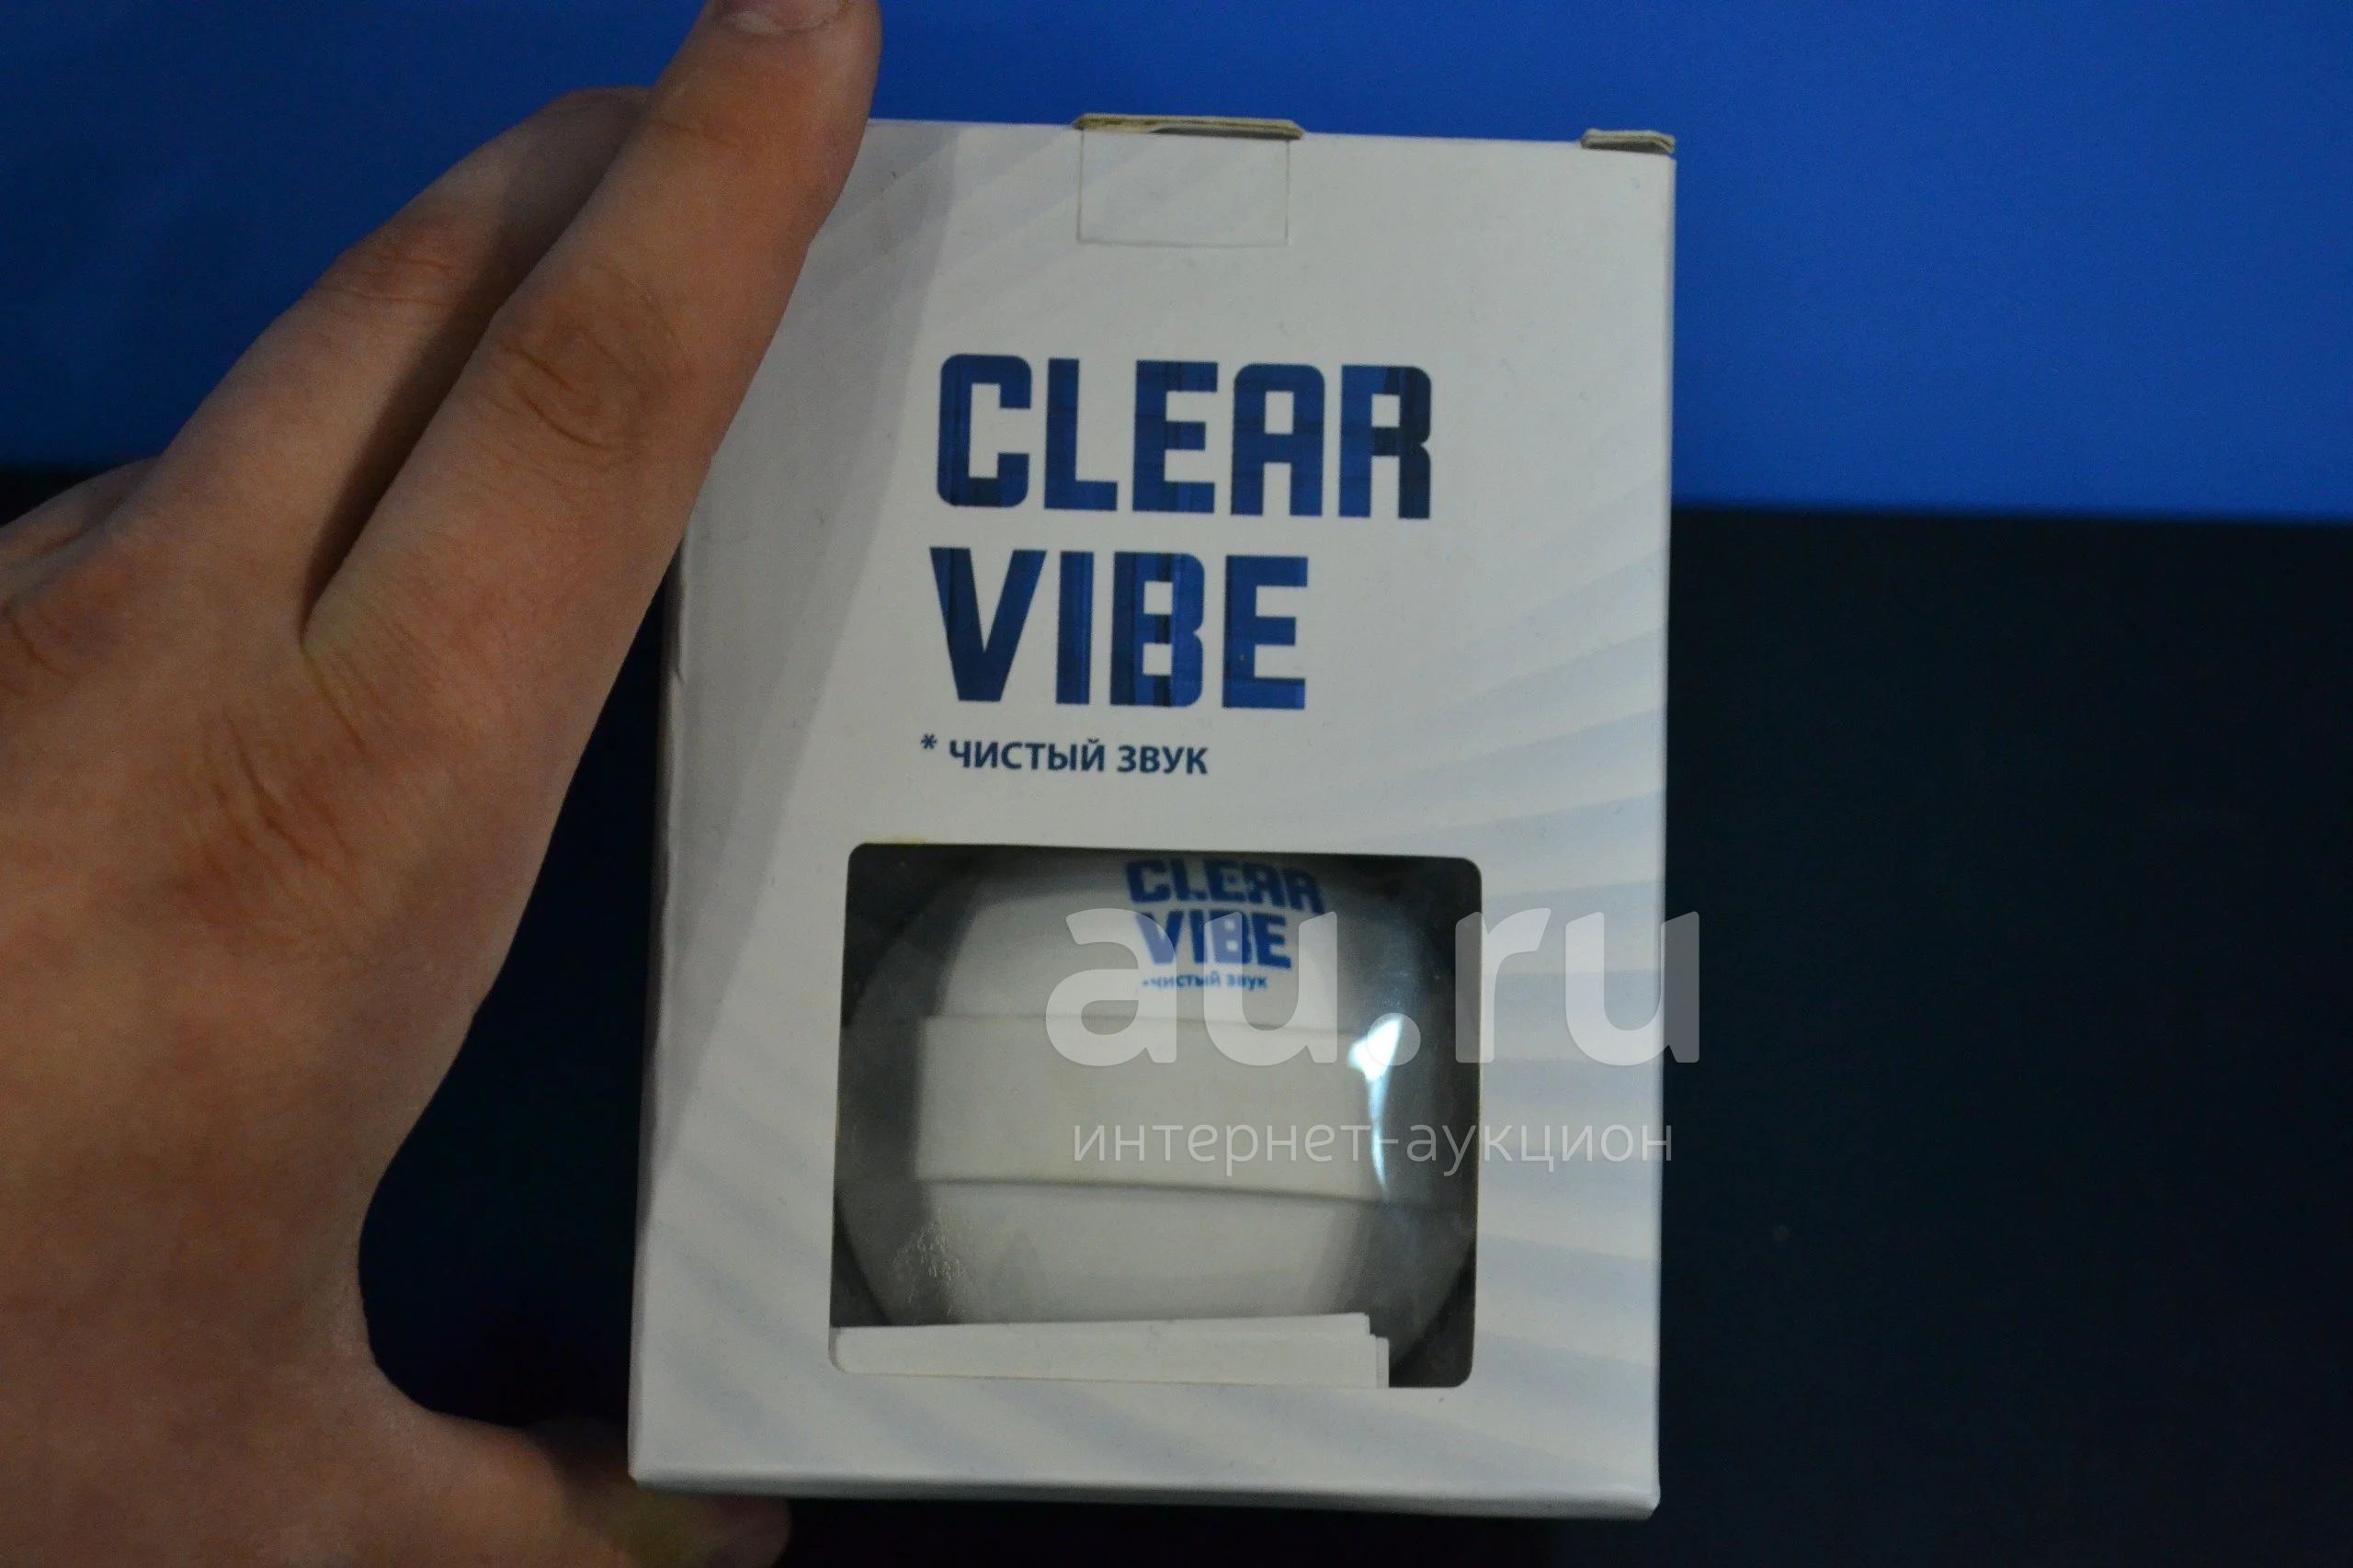 CLEAR
VIBE
* ЧИСТЫЙ ЗВУК
CLEAR
VIBE
*чистый звук
au.ru
интернет-аукцион